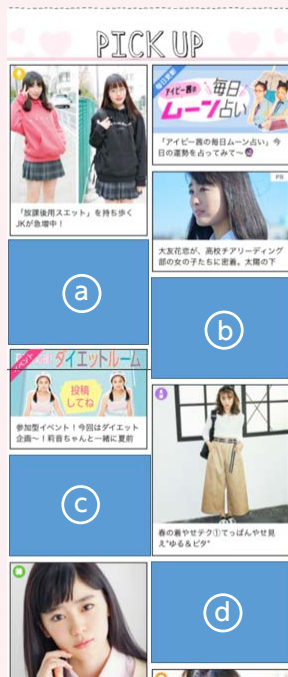 PICK UP
「放課後用スエット」を持ち歩く
JKが急増中！
毎日更新
アイビー茜の
毎日
ムーン占い
「アイビー茜の毎日ムーン占い」今
日の運勢を占ってみて〜
PR
大友花恋が、高校チアリーディング
部の女の子たちに密着。太陽の下
a
b
イベント
ダイエットルーム
投稿
してね
参加型イベント！今回はダイエット
企画〜！莉音ちゃんと一緒に夏前
c
春の着やせテク①てっぱんやせ見
え"ゆる＆ピタ"
d